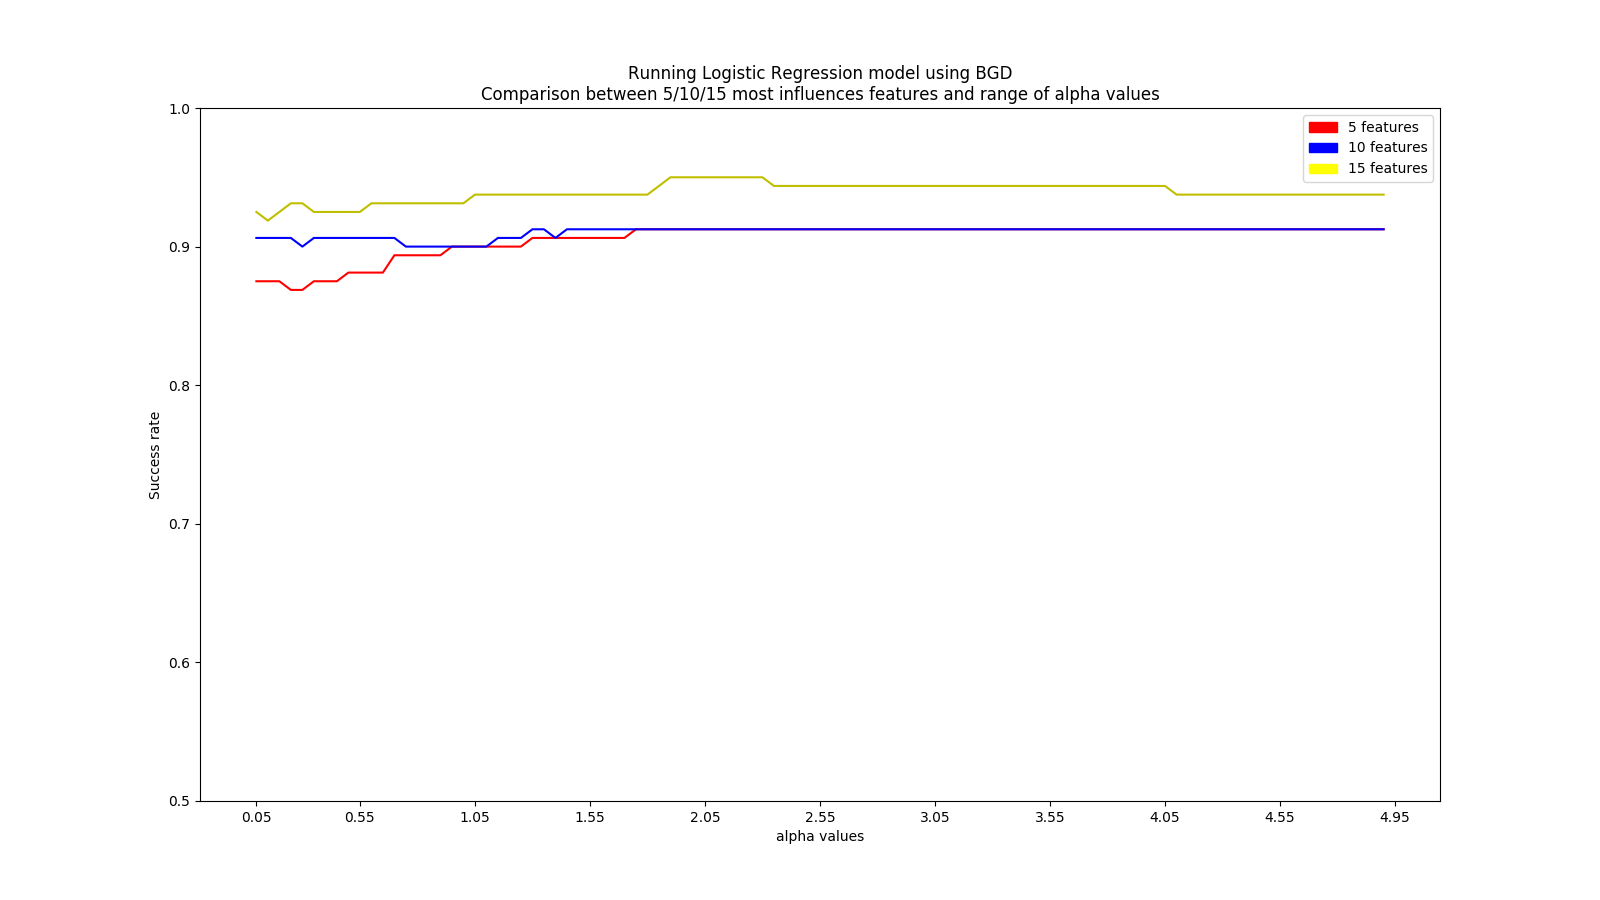 Running Logistic Regression model using BGD
Comparison between 5/10/15 most influences features and range of alpha values
1.0
0.9
0.8
0.7
0.6
0.5
Success rate
5 features
10 features
15 features
0.05 0.55 1.05 1.55 2.05 2.55 3.05 3.55 4.05 4.55 4.95
alpha values